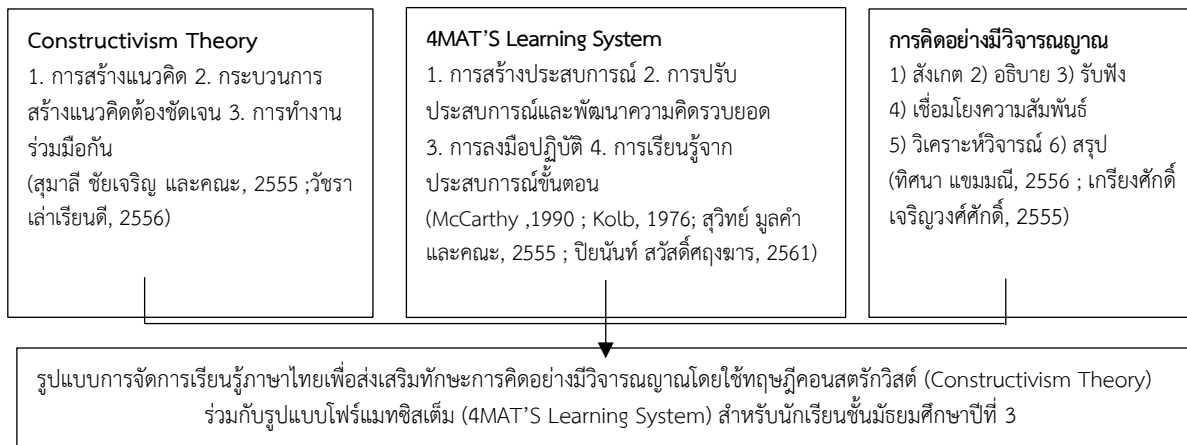 Constructivism Theory
1. การสร้างแนวคิด 2. กระบวนการ
สร้างแนวคิดต้องชัดเจน 3. การทำงาน
ร่วมมือกัน
(สุมาลี ชัยเจริญ และคณะ, 2555 ;วัชรา
เล่าเรียนดี, 2556)
4MAT'S Learning System
1. การสร้างประสบการณ์ 2. การปรับ
ประสบการณ์และพัฒนาความคิดรวบยอด
3. การลงมือปฏิบัติ 4. การเรียนรู้จาก
ประสบการณ์ขั้นตอน
(McCarthy ,1990 ; Kolb, 1976; สุวิทย์ มูลคำ
และคณะ, 2555 ; ปิยนันท์ สวัสดิ์ศฤงฆาร, 2561)
การคิดอย่างมีวิจารณญาณ
1) สังเกต 2) อธิบาย 3) รับฟัง
4) เชื่อมโยงความสัมพันธ์
5) วิเคราะห์วิจารณ์ 6) สรุป
(ทิศนา แขมมณี, 2556 ; เกรียงศักดิ์
เจริญวงศ์ศักดิ์, 2555)
รูปแบบการจัดการเรียนรู้ภาษาไทยเพื่อส่งเสริมทักษะการคิดอย่างมีวิจารณญาณโดยใช้ทฤษฎีคอนสตรักวิสต์ (Constructivism Theory)
ร่วมกับรูปแบบโฟร์แมทซิสเต็ม (4MAT'S Learning System) สำหรับนักเรียนชั้นมัธยมศึกษาปีที่ 3